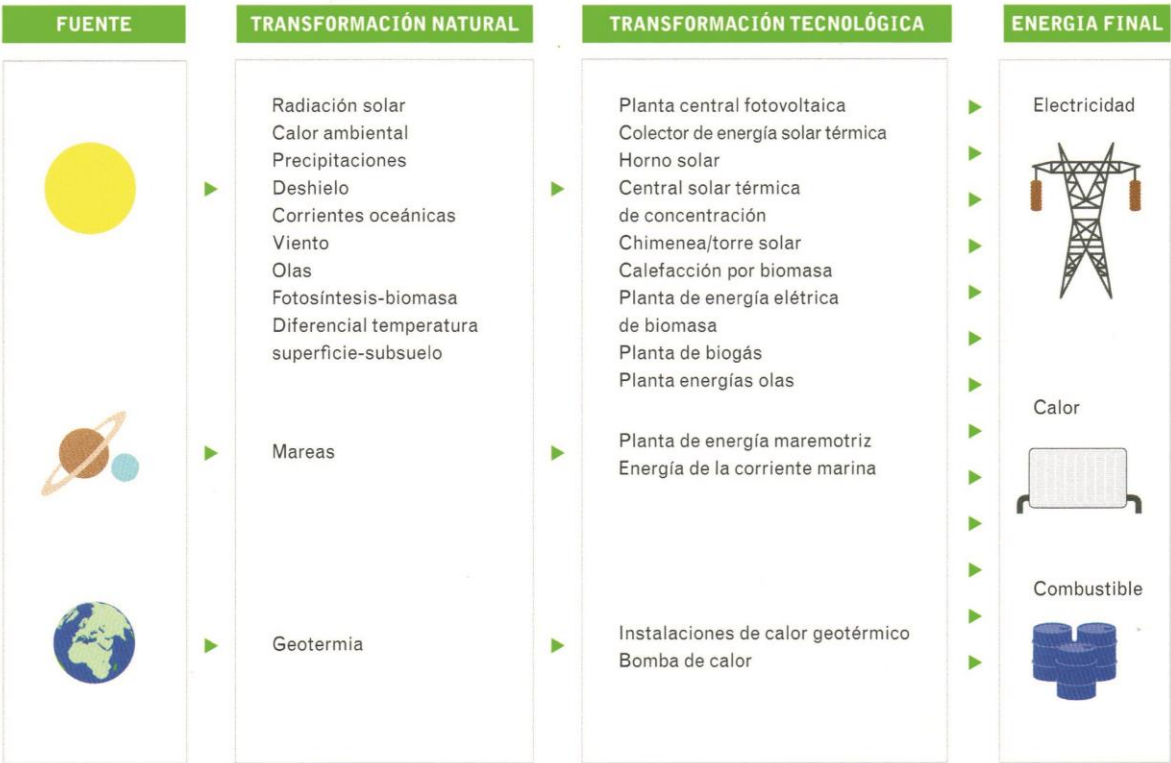 FUENTE
TRANSFORMACIÓN NATURAL
TRANSFORMACIÓN TECNOLÓGICA
ENERGIA FINAL
Radiación solar
Calor ambiental
Precipitaciones
Deshielo
Corrientes oceánicas
Viento
Olas
Fotosíntesis-biomasa
Diferencial temperatura
superficie-subsuelo
Mareas
Geotermia
Planta central fotovoltaica
Colector de energía solar térmica
Horno solar
Central solar térmica
de concentración
Chimenea/torre solar
Calefacción por biomasa
Planta de energía elétrica
de biomasa
Planta de biogás
Planta energías olas
Planta de energía maremotriz
Energía de la corriente marina
Instalaciones de calor geotérmico
Bomba de calor
Electricidad
Calor
Combustible